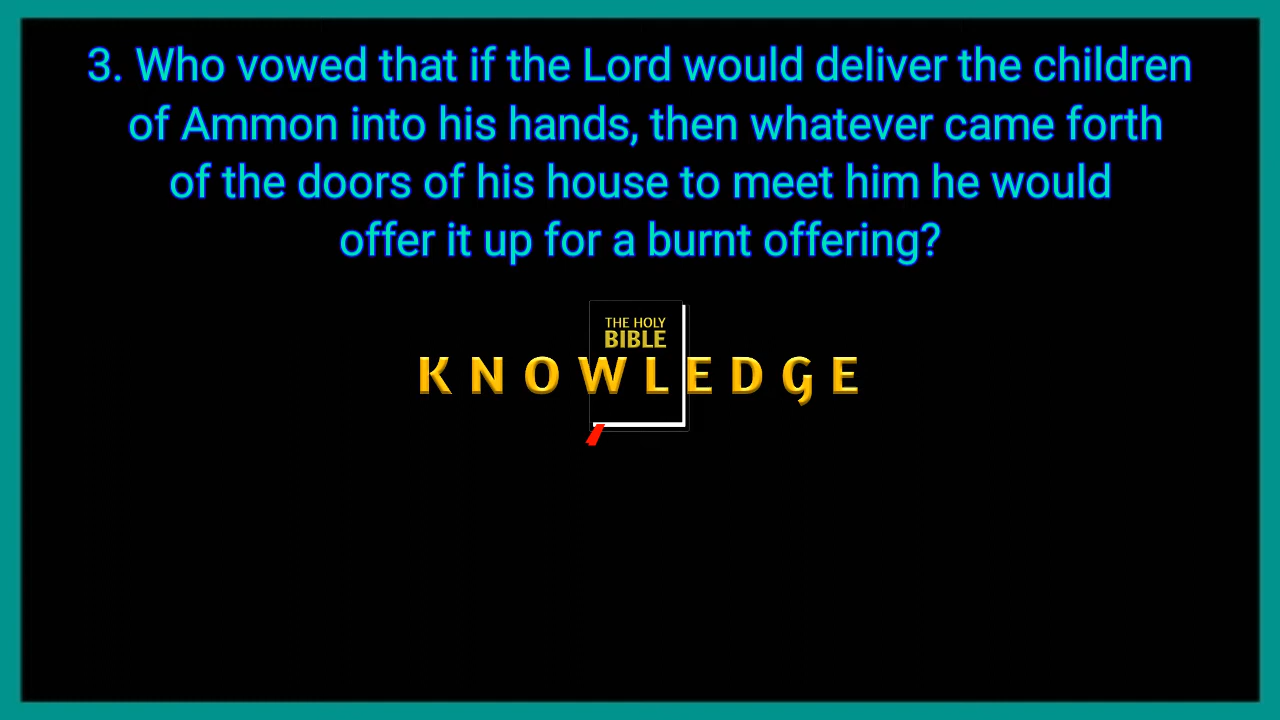 3. Who vowed that if the Lord would deliver the children
of Ammon into his hands, then whatever came forth
of the doors of his house to meet him he would
offer it up for a burnt offering?
THE HOLY
BIBLE
KNOWLEDGE